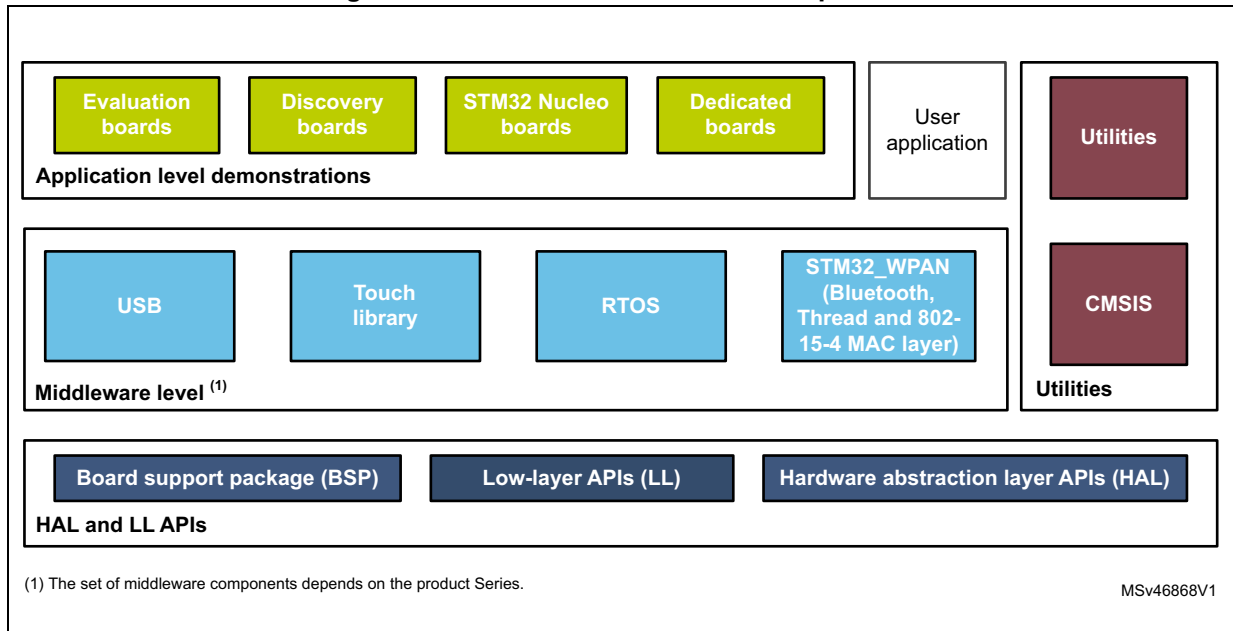 Evaluation
boards
Discovery
boards
STM32 Nucleo
boards
Dedicated
boards
Application level demonstrations
User
application
Utilities
USB
Touch
library
RTOS
STM32_WPAN
(Bluetooth,
Thread and 802-
15-4 MAC layer)
Middleware level (1)
CMSIS
Utilities
Board support package (BSP)
Low-layer APIs (LL)
Hardware abstraction layer APIs (HAL)
HAL and LL APIs
(1) The set of middleware components depends on the product Series.
MSv46868V1